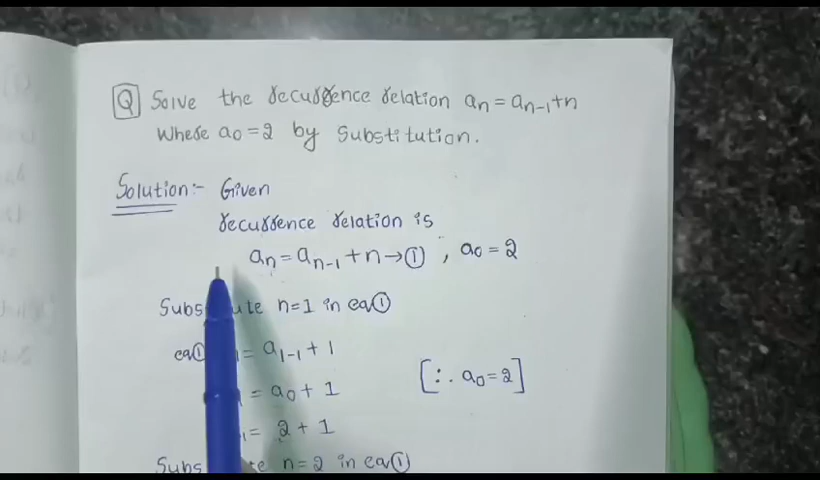 Q Solve the recurrence relation an = an-1 + n
Where a0 = 2 by Substitution.
Solution:- Given
recurrence relation is
an = an-1 + n → ① , a0 = 2
n=1 in eq①
eq① = a1-1 + 1
= a0 + 1 [∵ a0 = 2]
= 2 + 1
n=2 in eq①